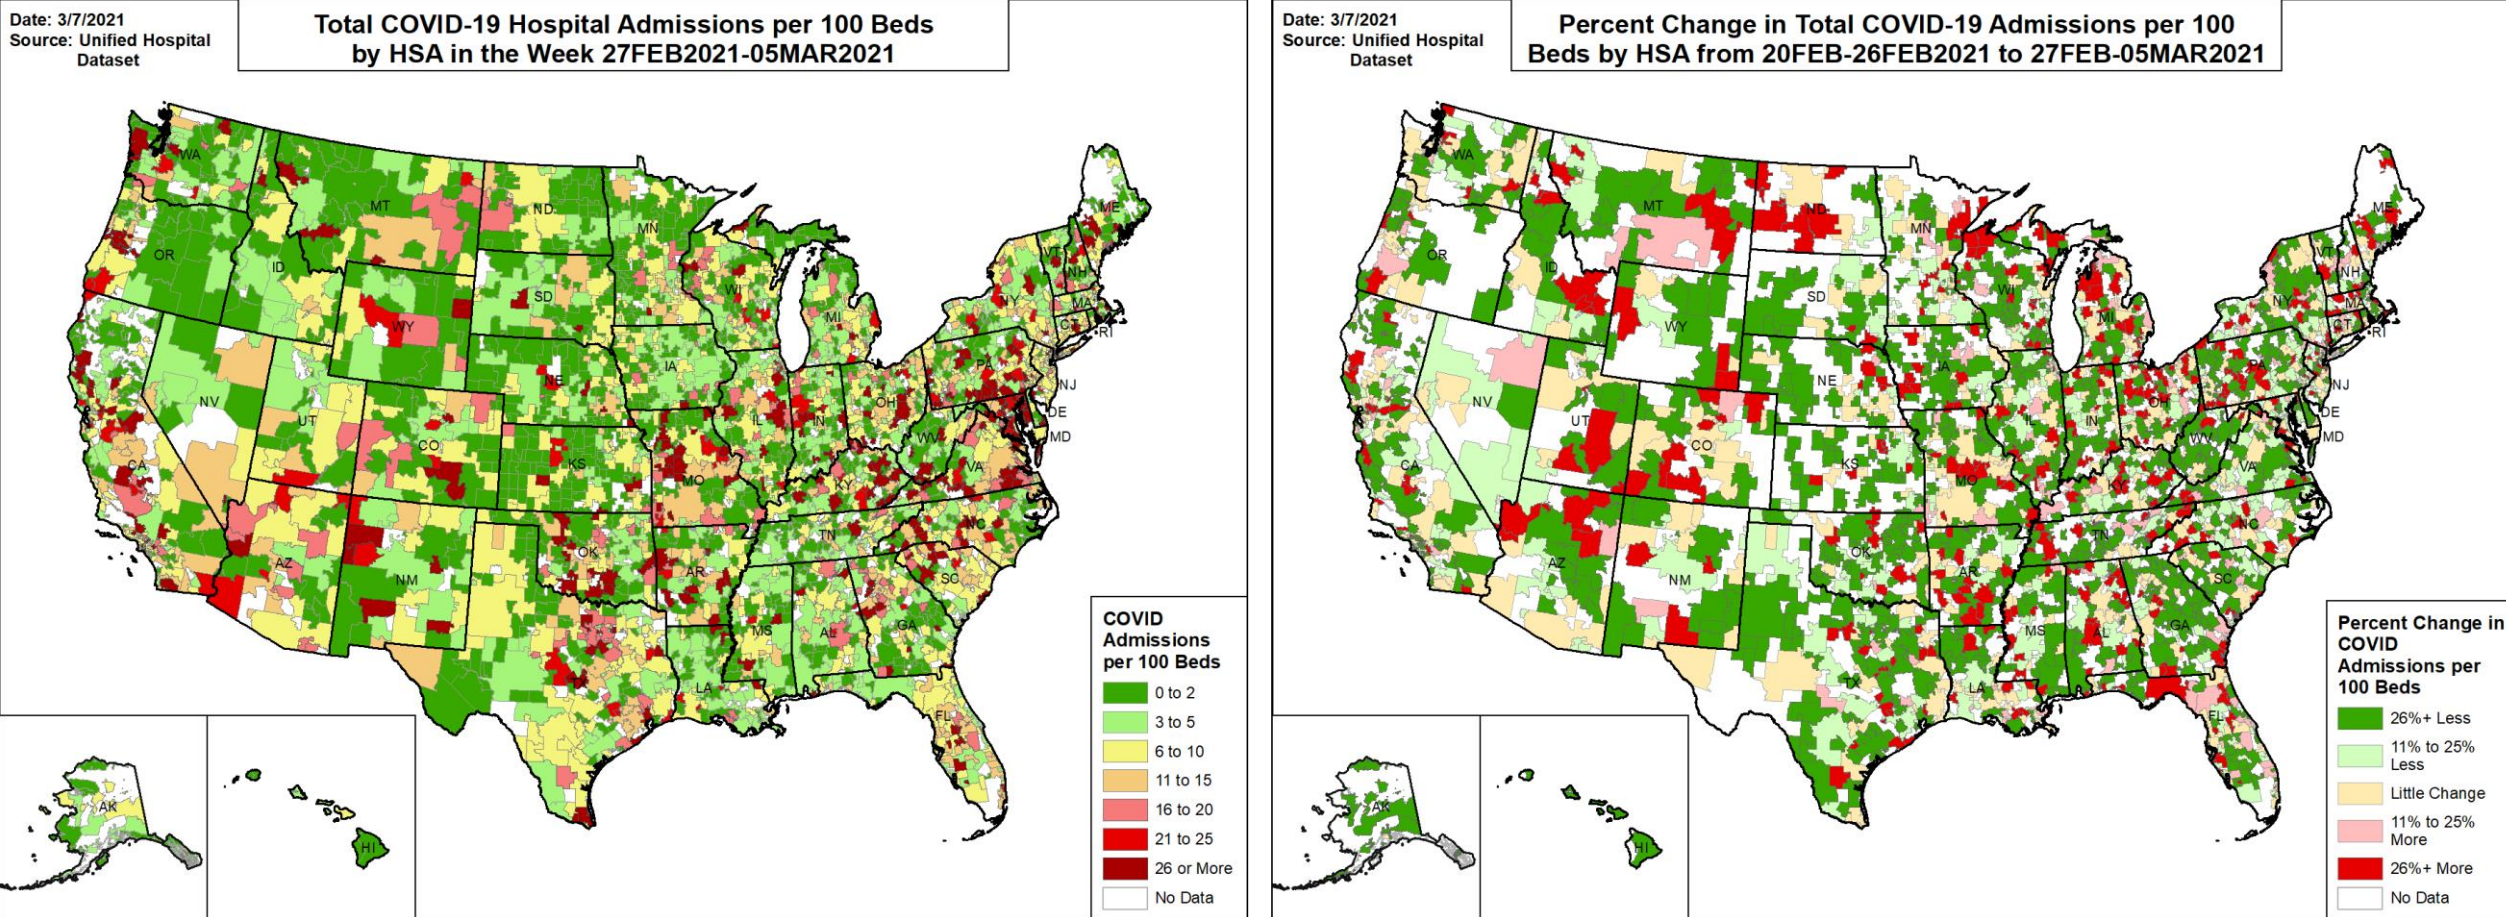 Date: 3/7/2021
Source: Unified Hospital
Dataset
Total COVID-19 Hospital Admissions per 100 Beds
by HSA in the Week 27FEB2021-05MAR2021
WA
MT
ND
MN
ME
OR
ID
SD
WI
VT
NH
NY
MA
WY
MI
CT
RI
IA
PA
NE
NJ
NV
UT
CO
IL
IN
OH
DE
WV
MD
CA
KS
MO
KY
VA
AZ
NM
OK
TN
NC
AR
SC
MS
AL
GA
LA
FL
AK
HI
COVID
Admissions
per 100 Beds
0 to 2
3 to 5
6 to 10
11 to 15
16 to 20
21 to 25
26 or More
No Data
Date: 3/7/2021
Source: Unified Hospital
Dataset
Percent Change in Total COVID-19 Admissions per 100
Beds by HSA from 20FEB-26FEB2021 to 27FEB-05MAR2021
WA
MT
ND
MN
ME
OR
ID
SD
WI
VT
NH
NY
MA
WY
MI
CT
RI
IA
PA
NE
NJ
NV
UT
CO
IL
IN
OH
DE
WV
MD
CA
KS
MO
KY
VA
AZ
NM
OK
TN
NC
AR
SC
MS
AL
GA
TX
LA
FL
AK
HI
Percent Change in
COVID
Admissions per
100 Beds
26%+ Less
11% to 25%
Less
Little Change
11% to 25%
More
26%+ More
No Data